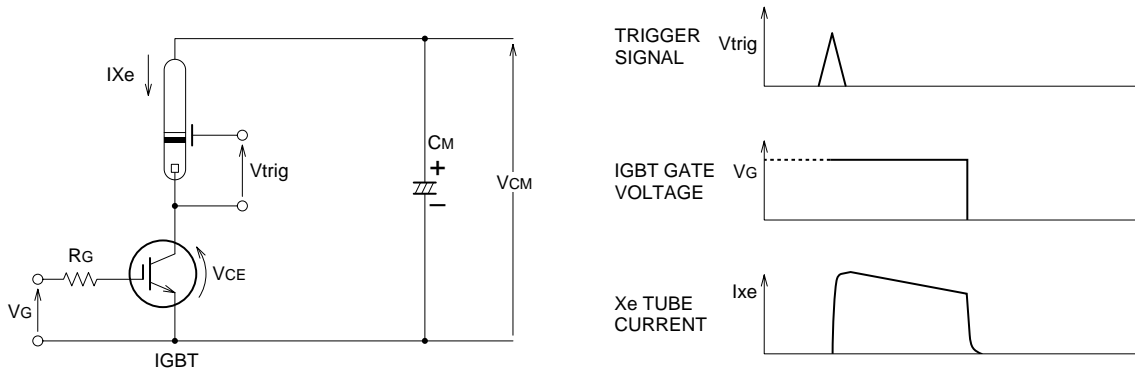 IXe
Vtrig
CM
+
–
VCM
RG
VCE
VG
IGBT
TRIGGER
SIGNAL
Vtrig
IGBT GATE
VOLTAGE
VG
Xe TUBE
CURRENT
Ixe